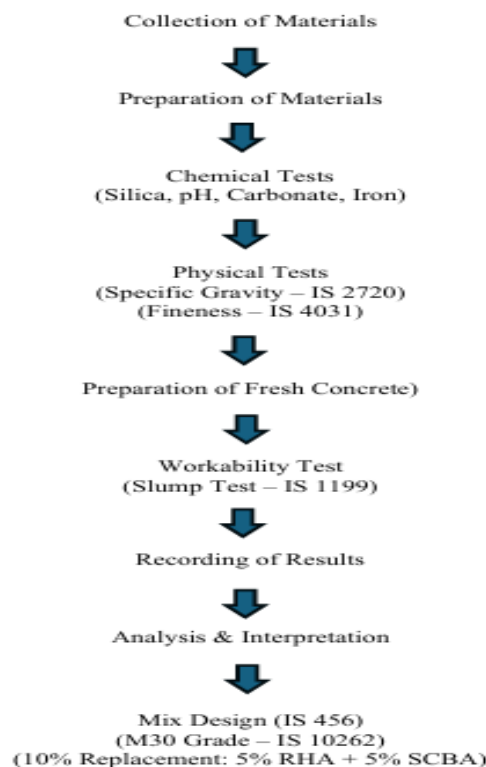 Collection of Materials
Preparation of Materials
Chemical Tests
(Silica, pH, Carbonate, Iron)
Physical Tests
(Specific Gravity – IS 2720)
(Fineness – IS 4031)
Preparation of Fresh Concrete)
Workability Test
(Slump Test – IS 1199)
Recording of Results
Analysis & Interpretation
Mix Design (IS 456)
(M30 Grade – IS 10262)
(10% Replacement: 5% RHA + 5% SCBA)